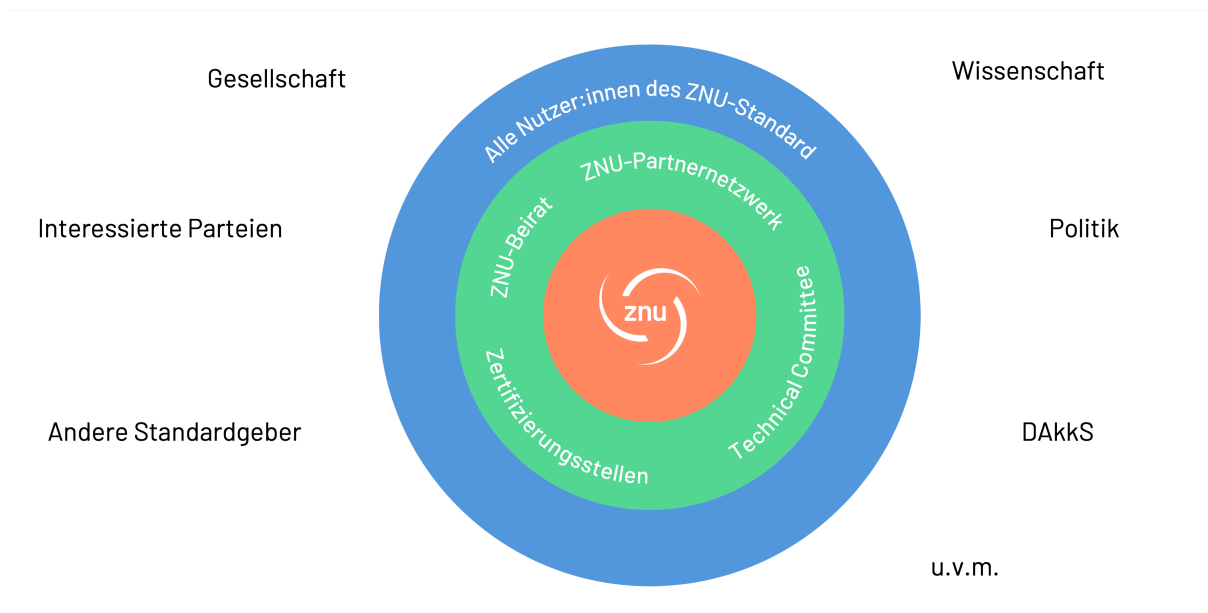 Gesellschaft
Wissenschaft
Alle Nutzer:innen des ZNU-Standard
ZNU-Partnernetzwerk
ZNU-Beirat
Interessierte Parteien
Politik
znu
Technical Committee
Zertifizierungsstellen
Andere Standardgeber
DAkkS
u.v.m.